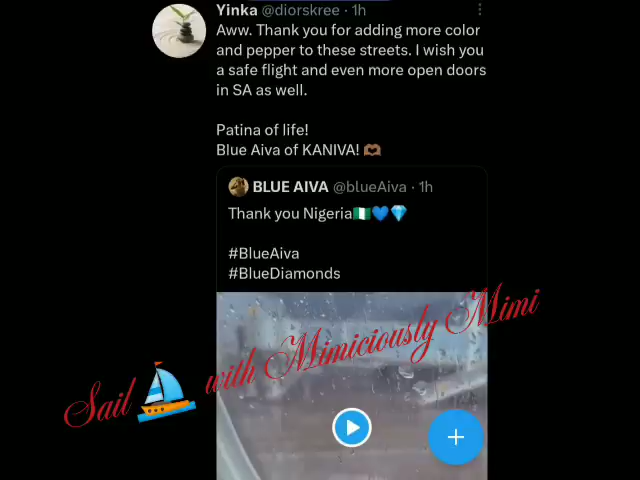 Yinka @diorskree · 1h
Aww. Thank you for adding more color
and pepper to these streets. I wish you
a safe flight and even more open doors
in SA as well.
Patina of life!
Blue Aiva of KANIVA! 🫶🏾
BLUE AIVA @blueAiva · 1h
Thank you Nigeria🇳🇬💙💎
#BlueAiva
#BlueDiamonds
Sail ⛵ with Mimiciously Mimi